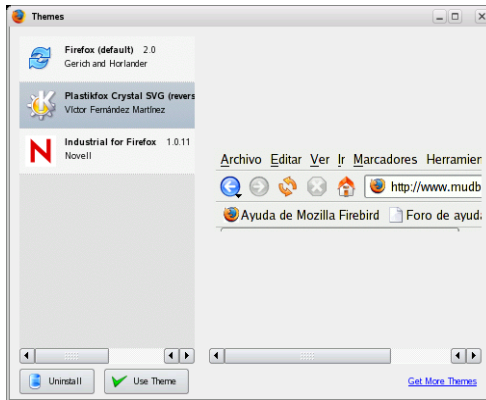 Themes
Firefox (default) 2.0
Gerich and Horlander
Plastikfox Crystal SVG (revers
Víctor Fernández Martínez
Industrial for Firefox 1.0.11
Novell
Archivo Editar Ver Ir Marcadores Herramier
http://www.mudb
Ayuda de Mozilla Firebird Foro de ayuda
Uninstall Use Theme Get More Themes